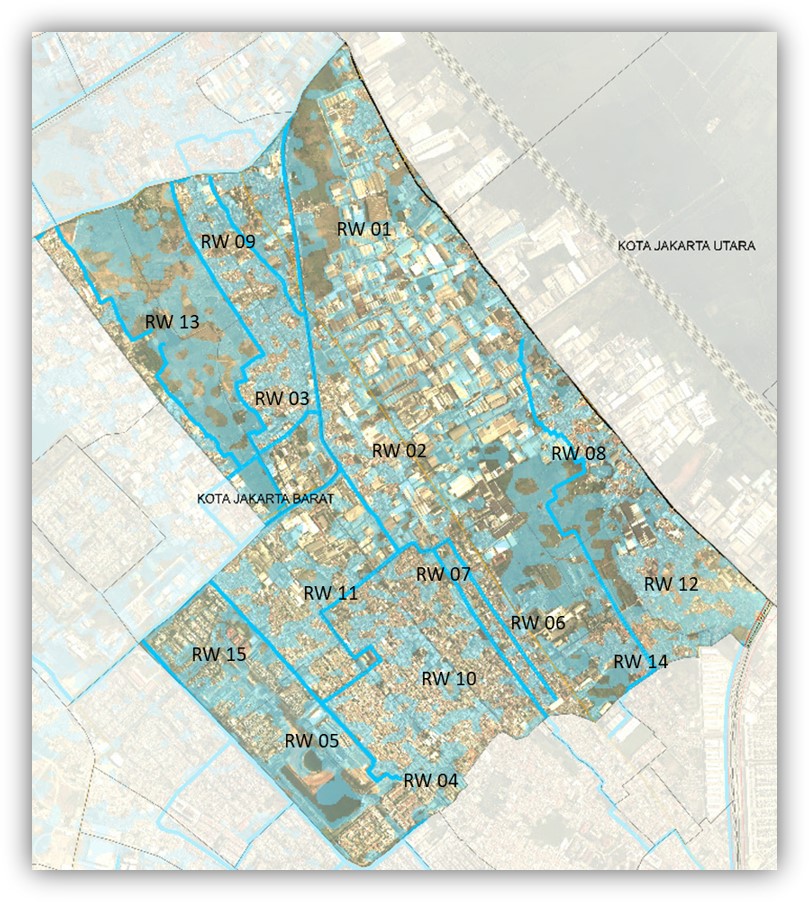 RW 01
RW 09
KOTA JAKARTA UTARA
RW 13
RW 03
RW 02
RW 08
KOTA JAKARTA BARAT
RW 07
RW 12
RW 11
RW 06
RW 15
RW 14
RW 10
RW 05
RW 04